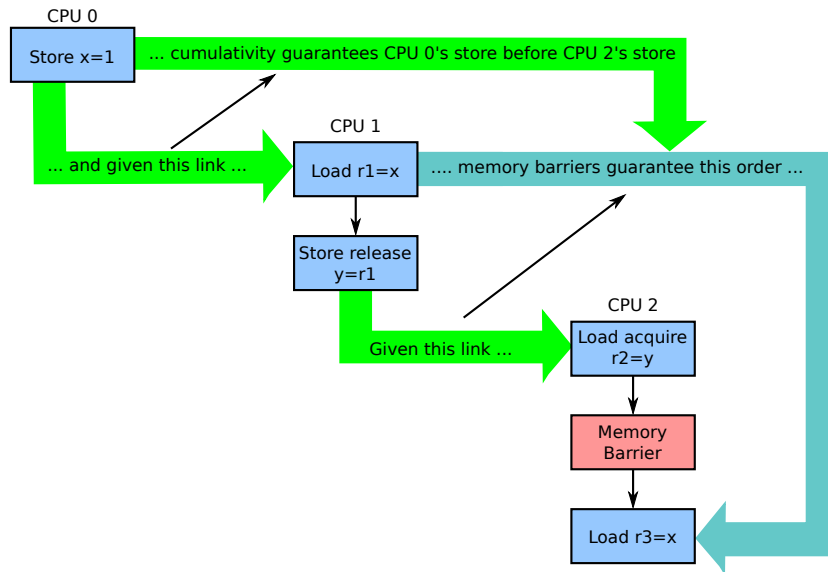 CPU 0
Store x=1
... cumulativity guarantees CPU 0's store before CPU 2's store
CPU 1
... and given this link ...
Load r1=x
.... memory barriers guarantee this order ...
Store release
y=r1
CPU 2
Given this link ...
Load acquire
r2=y
Memory
Barrier
Load r3=x